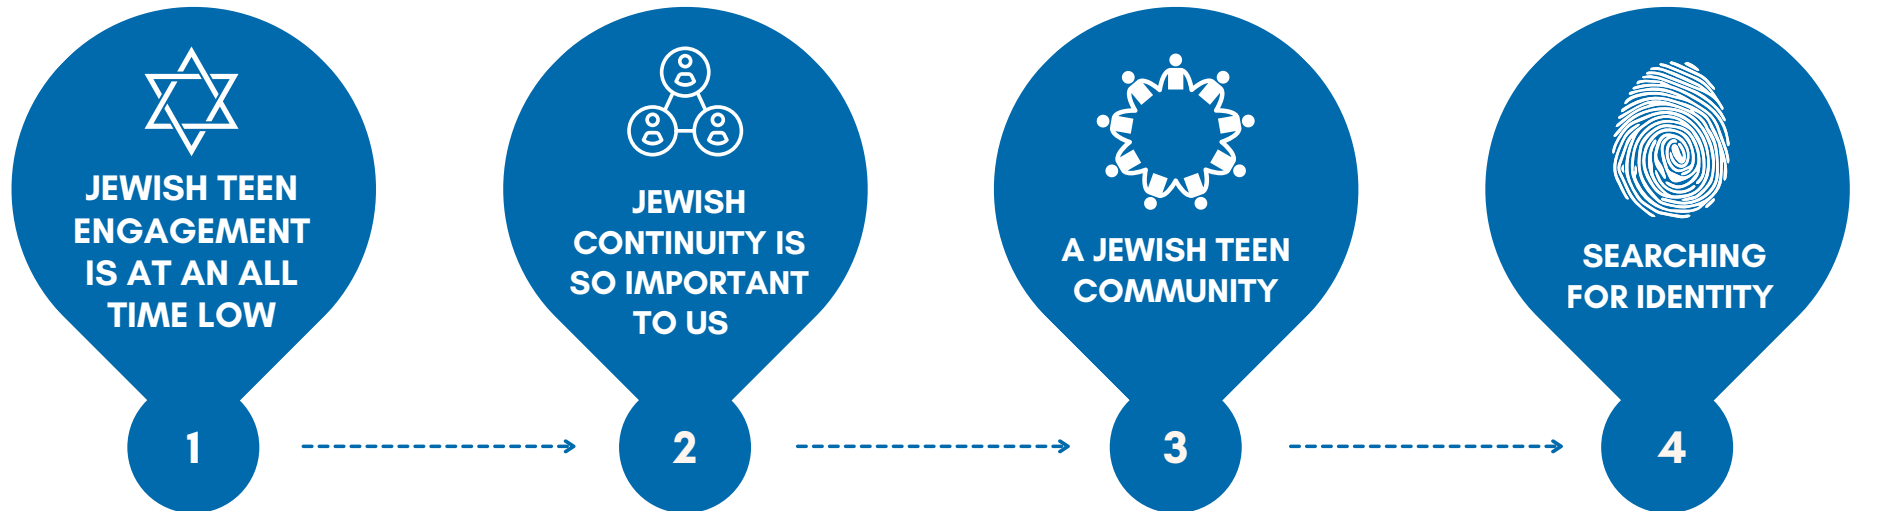 JEWISH TEEN
ENGAGEMENT
IS AT AN ALL
TIME LOW
1
JEWISH
CONTINUITY IS
SO IMPORTANT
TO US
2
A JEWISH TEEN
COMMUNITY
3
SEARCHING
FOR IDENTITY
4